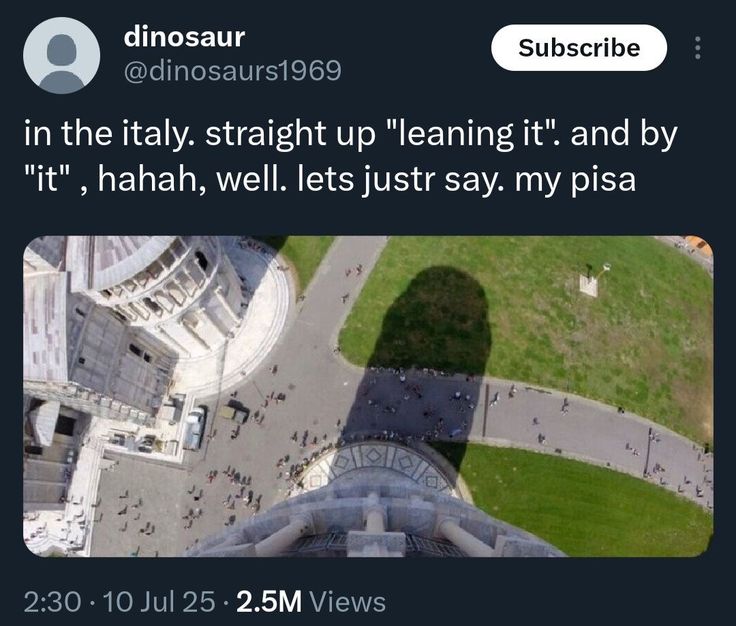 dinosaur
@dinosaurs1969
Subscribe
in the italy. straight up "leaning it". and by
"it" , hahah, well. lets justr say. my pisa
2:30 · 10 Jul 25 · 2.5M Views